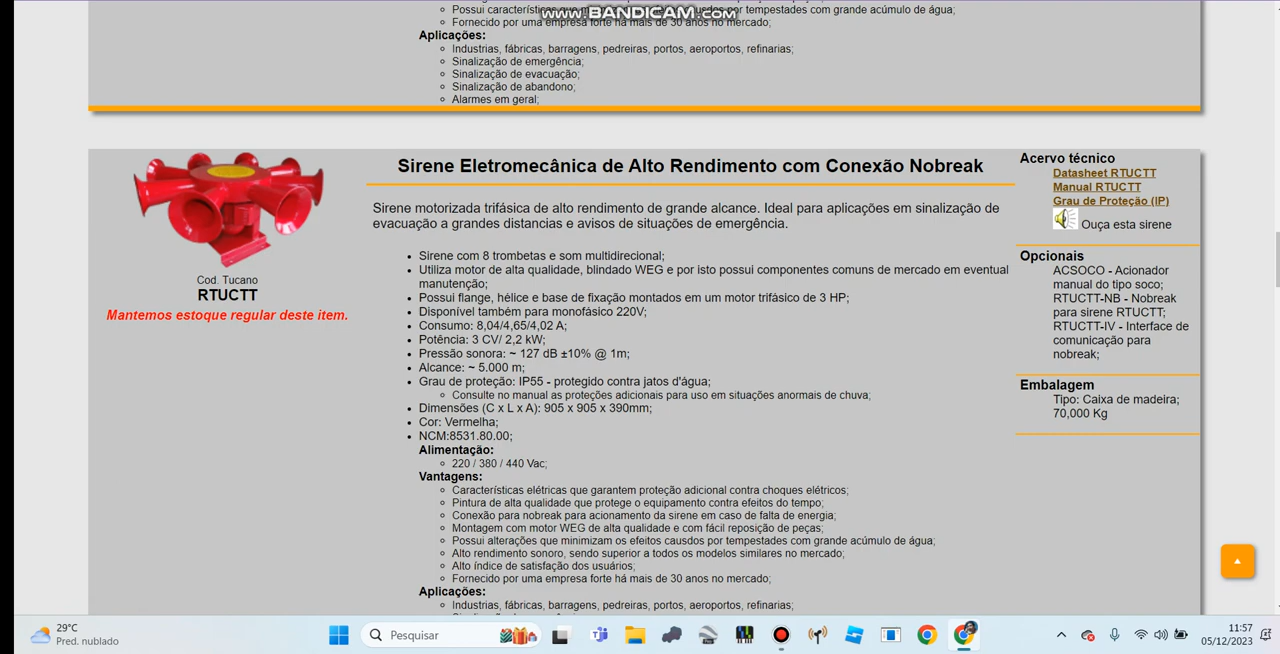 Possui característicos que m causdos por tempestades com grande acúmulo de água;
www.BANDICAM.com
Fornecido por uma empresa forte há mais de 30 anos no mercado;
Aplicações:
Industrias, fábricas, barragens, pedreiras, portos, aeroportos, refinarias;
Sinalização de emergência;
Sinalização de evacuação;
Sinalização de abandono;
Alarmes em geral;
Cod. Tucano
RTUCTT
Mantemos estoque regular deste item.
Sirene Eletromecânica de Alto Rendimento com Conexão Nobreak
Sirene motorizada trifásica de alto rendimento de grande alcance. Ideal para aplicações em sinalização de
evacuação a grandes distancias e avisos de situações de emergência.
Sirene com 8 trombetas e som multidirecional;
Utiliza motor de alta qualidade, blindado WEG e por isto possui componentes comuns de mercado em eventual
manutenção;
Possui flange, hélice e base de fixação montados em um motor trifásico de 3 HP;
Disponível também para monofásico 220V;
Consumo: 8,04/4,65/4,02 A;
Potência: 3 CV/ 2,2 kW;
Pressão sonora: ~ 127 dB ±10% @ 1m;
Alcance: ~ 5.000 m;
Grau de proteção: IP55 - protegido contra jatos d'água;
Consulte no manual as proteções adicionais para uso em situações anormais de chuva;
Dimensões (C x L x A): 905 x 905 x 390mm;
Cor: Vermelha;
NCM:8531.80.00;
Alimentação:
220 / 380 / 440 Vac;
Vantagens:
Características elétricas que garantem proteção adicional contra choques elétricos;
Pintura de alta qualidade que protege o equipamento contra efeitos do tempo;
Conexão para nobreak para acionamento da sirene em caso de falta de energia;
Montagem com motor WEG de alta qualidade e com fácil reposição de peças;
Possui alterações que minimizam os efeitos causdos por tempestades com grande acúmulo de água;
Alto rendimento sonoro, sendo superior a todos os modelos similares no mercado;
Alto índice de satisfação dos usuários;
Fornecido por uma empresa forte há mais de 30 anos no mercado;
Aplicações:
Industrias, fábricas, barragens, pedreiras, portos, aeroportos, refinarias;
Acervo técnico
Datasheet RTUCTT
Manual RTUCTT
Grau de Proteção (IP)
Ouça esta sirene
Opcionais
ACSOCO - Acionador
manual do tipo soco;
RTUCTT-NB - Nobreak
para sirene RTUCTT;
RTUCTT-IV - Interface de
comunicação para
nobreak;
Embalagem
Tipo: Caixa de madeira;
70,000 Kg
29°C
Pred. nublado
Pesquisar
11:57
05/12/2023